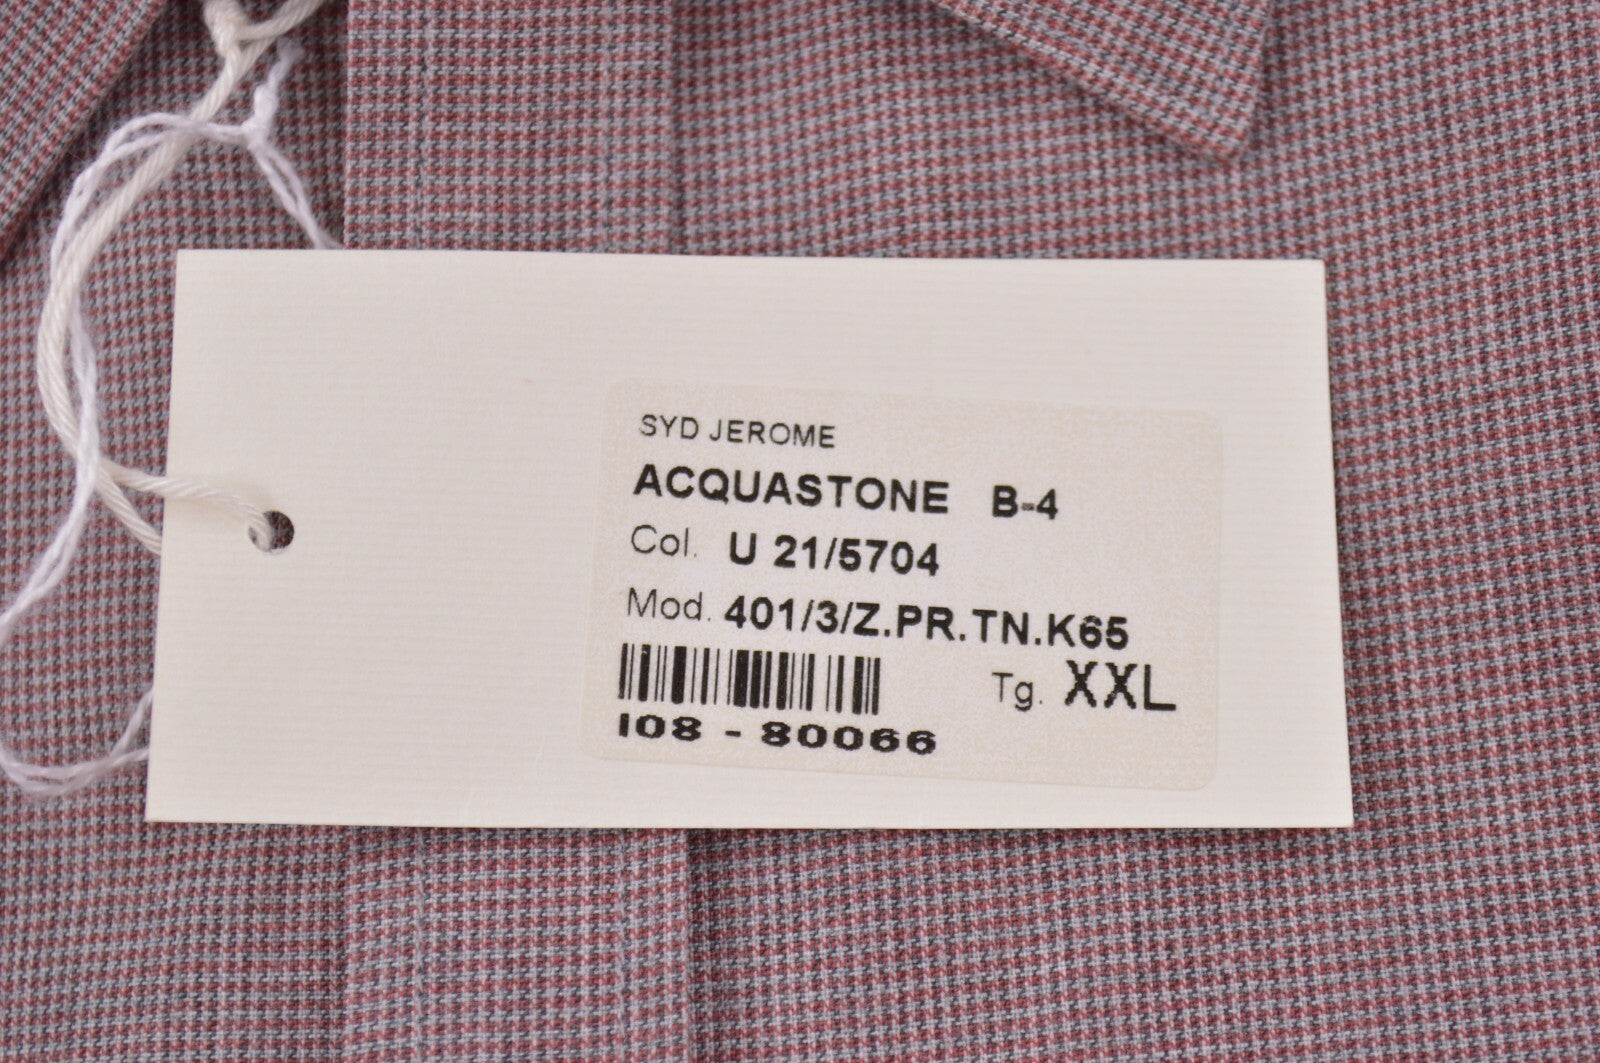 SYD JEROME
ACQUASTONE B-4
Col. U 21/5704
Mod. 401/3/Z.PR.TN.K65
Tg. XXL
I08 - 80066